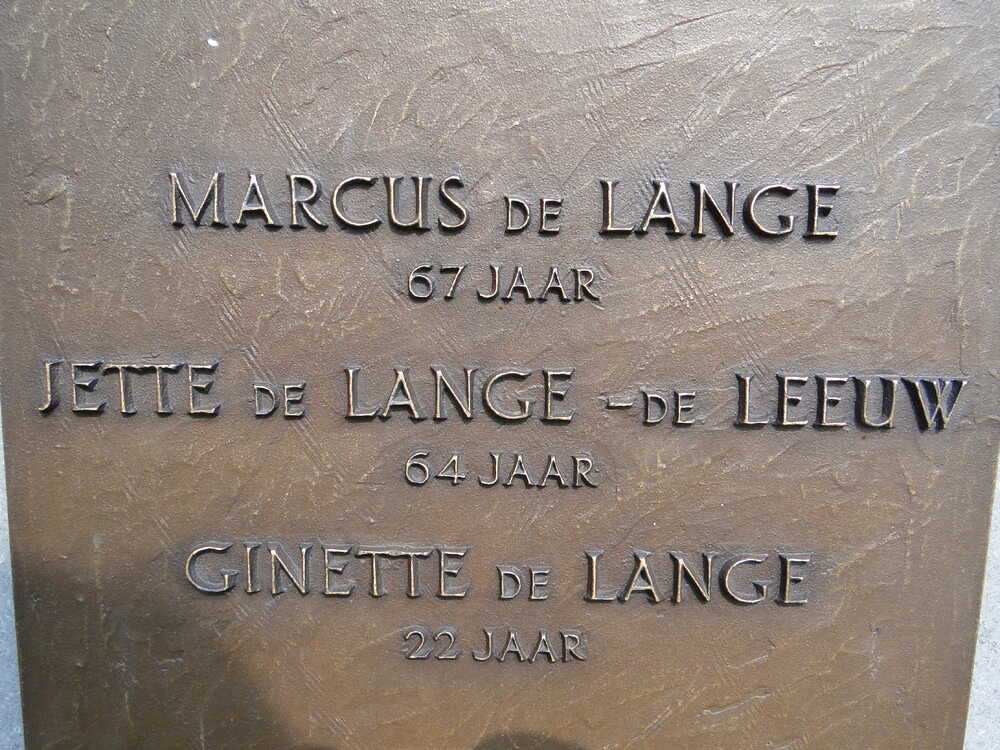 MARCUS DE LANGE
67 JAAR
JETTE DE LANGE - DE LEEUW
64 JAAR
GINETTE DE LANGE
22 JAAR